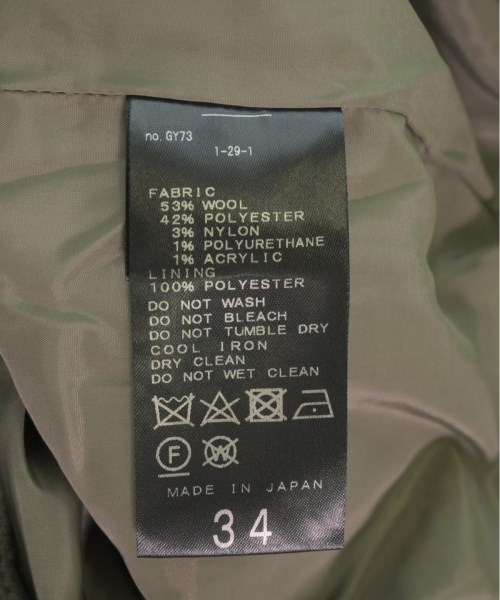 no. GY73
1-29-1
FABRIC
53% WOOL
42% POLYESTER
3% NYLON
1% POLYURETHANE
1% ACRYLIC
LINING
100% POLYESTER
DO NOT WASH
DO NOT BLEACH
DO NOT TUMBLE DRY
COOL IRON
DRY CLEAN
DO NOT WET CLEAN
F W
MADE IN JAPAN
34